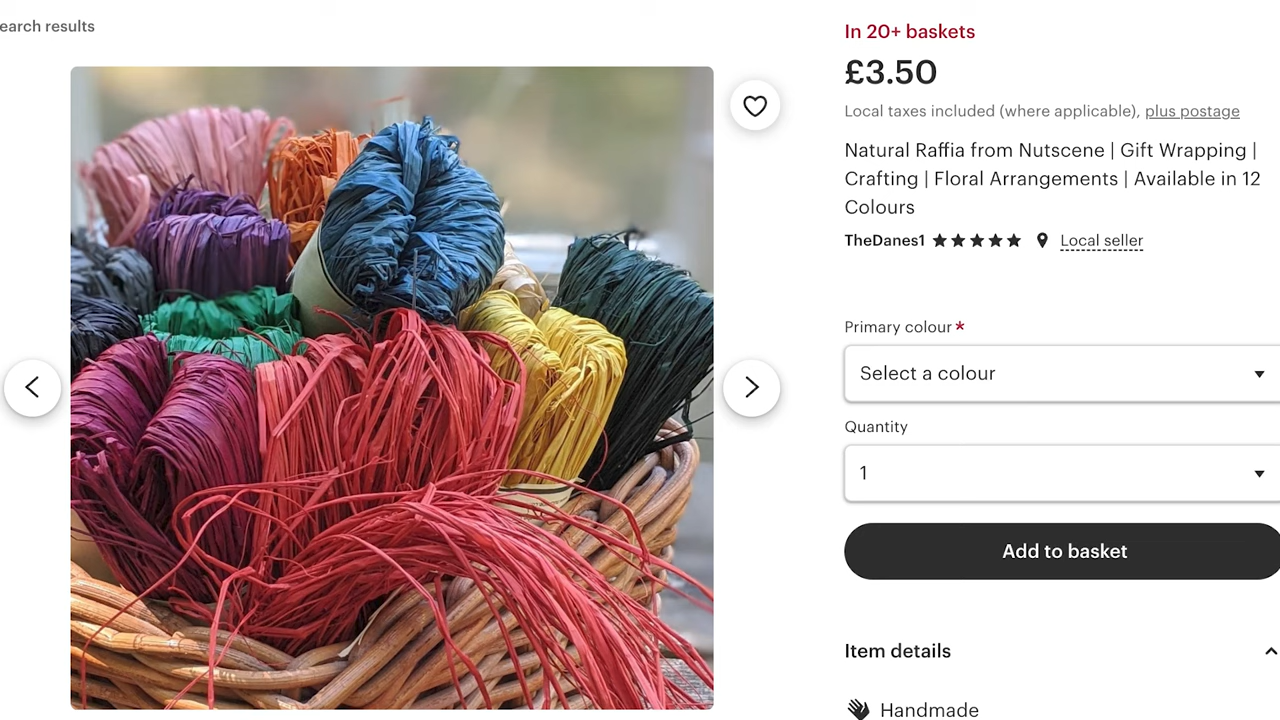 earch results
In 20+ baskets
£3.50
Local taxes included (where applicable), plus postage
Natural Raffia from Nutscene | Gift Wrapping |
Crafting | Floral Arrangements | Available in 12
Colours
TheDanes1 ★★★★★ Local seller
Primary colour *
Select a colour
Quantity
1
Add to basket
Item details
Handmade